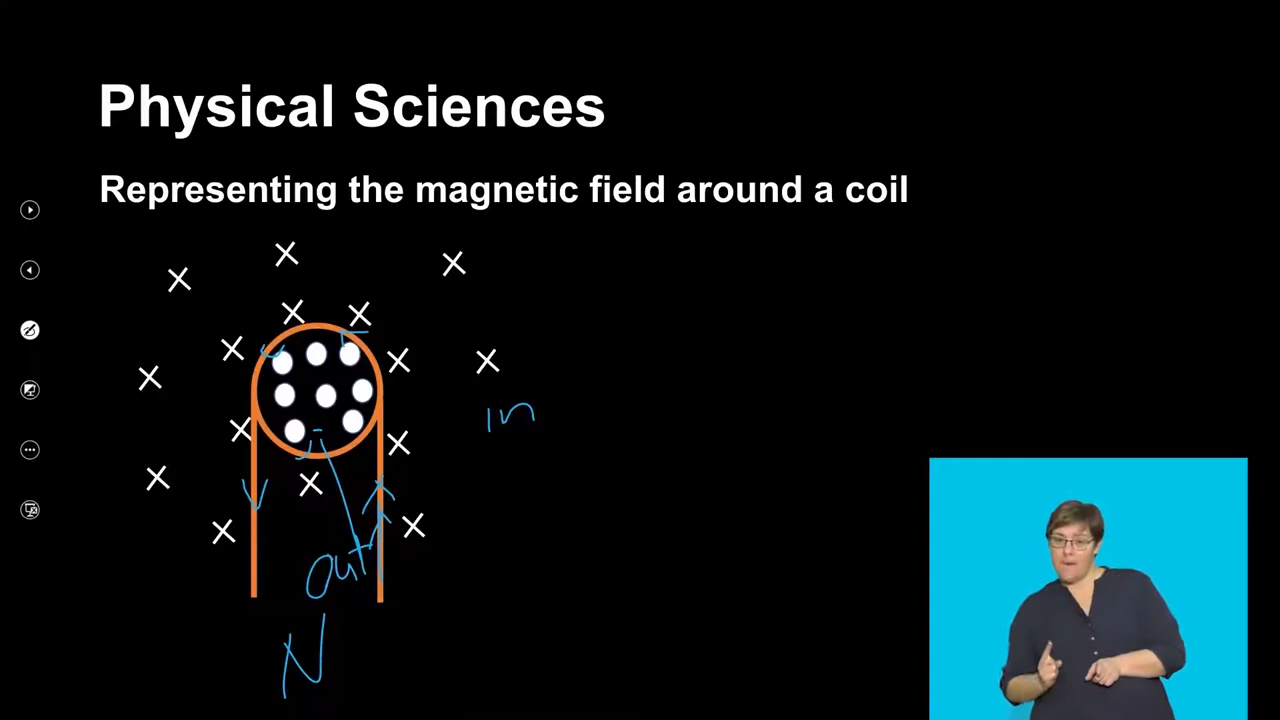 Physical Sciences
Representing the magnetic field around a coil
in
out
N